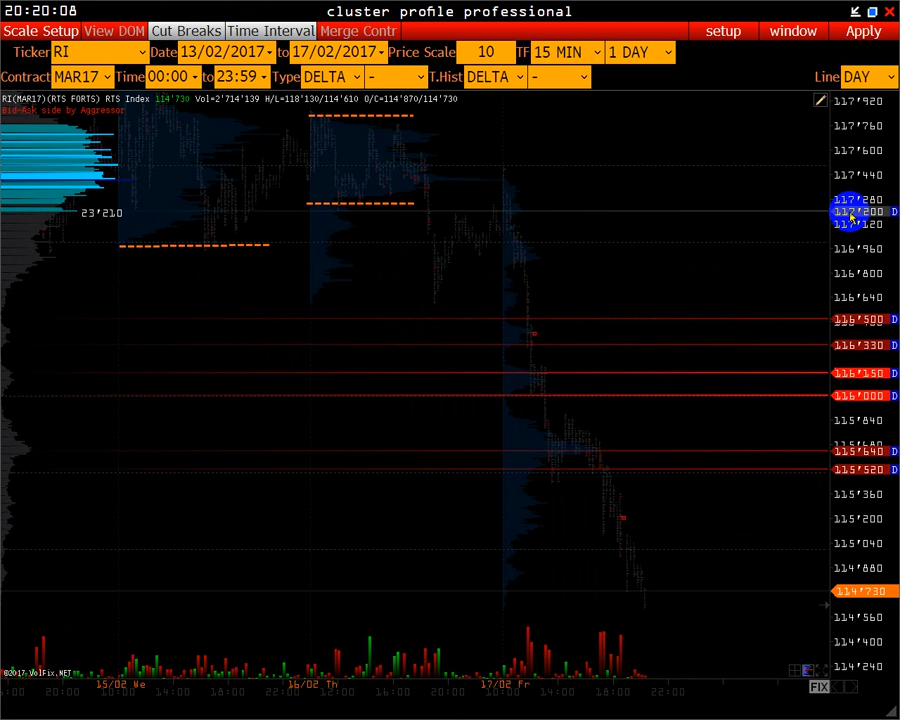 20:20:08 cluster profile professional
Scale Setup View DOM Cut Breaks Time Interval Merge Contr setup window Apply
Ticker RI Date 13/02/2017 to 17/02/2017 Price Scale 10 TF 15 MIN 1 DAY
Contract MAR17 Time 00:00 to 23:59 Type DELTA - T.Hist DELTA - Line DAY
RI(MAR17)(RTS FORTS) RTS Index 114'730 Vol=2'714'139 H/L=118'130/114'610 O/C=114'870/114'730
Bid-Ask side by Aggressor
117'920
117'760
117'600
117'440
117'280
23'210
117'200 D
117'120
116'960
116'800
116'640
116'500 D
116'330 D
116'150 D
116'000 D
115'840
115'680
115'640 D
115'520 D
115'360
115'200
115'040
114'880
114'730
114'560
114'400
114'240
©2017 VolFix.NET
15/02 We 16/02 Th 17/02 Fr
20:00 14:00 18:00 12:00 16:00 20:00 14:00 18:00 22:00
FIX